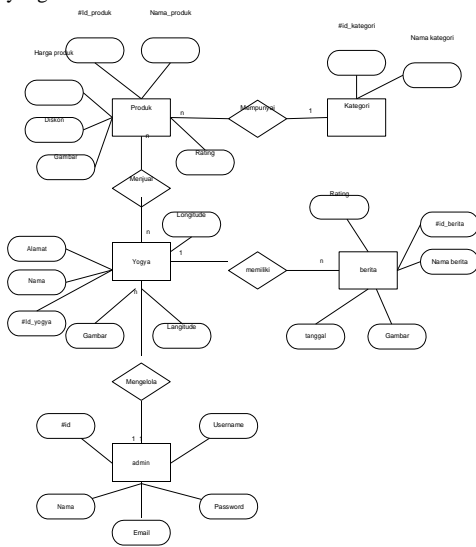 #Id_produk
Nama_produk
#id_kategori
Nama kategori
Harga produk
Produk
n
Mempunyai
1
Kategori
Diskon
n
Gambar
Rating
Menjual
Rating
Longitude
n
#id_berita
Alamat
Yogya
1
memiliki
n
berita
Nama berita
Nama
n
#Id_yogya
Gambar
Langitude
tanggal
Gambar
Mengelola
#id
Username
1 1
admin
Nama
Password
Email